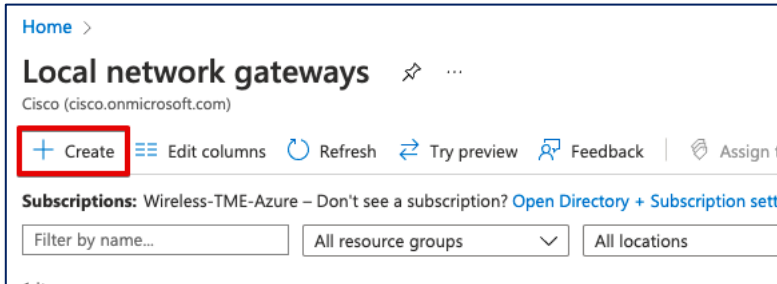 Home >
Local network gateways ...
Cisco (cisco.onmicrosoft.com)
+ Create Edit columns Refresh Try preview Feedback Assign
Subscriptions: Wireless-TME-Azure – Don't see a subscription? Open Directory + Subscription
Filter by name... All resource groups All locations